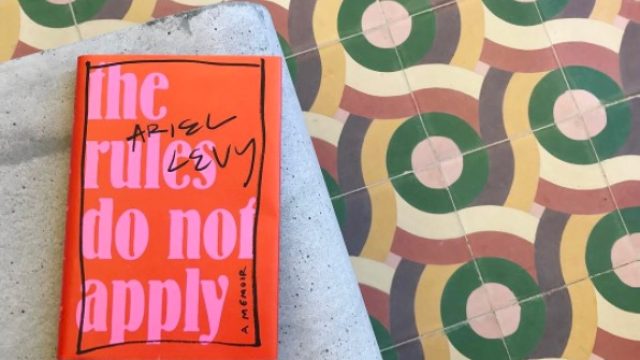 the
ARIEL
rules
LEVY
do not
apply
A MEMOIR